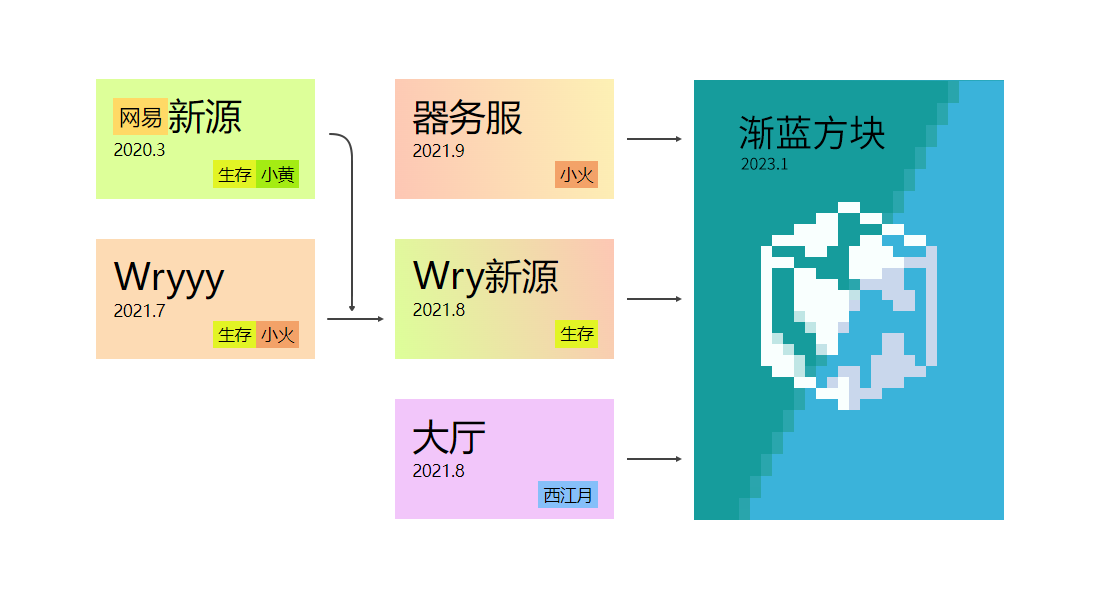 网易新源
2020.3
生存 小黄
Wryyy
2021.7
生存 小火
器务服
2021.9
小火
Wry新源
2021.8
生存
大厅
2021.8
西江月
渐蓝方块
2023.1